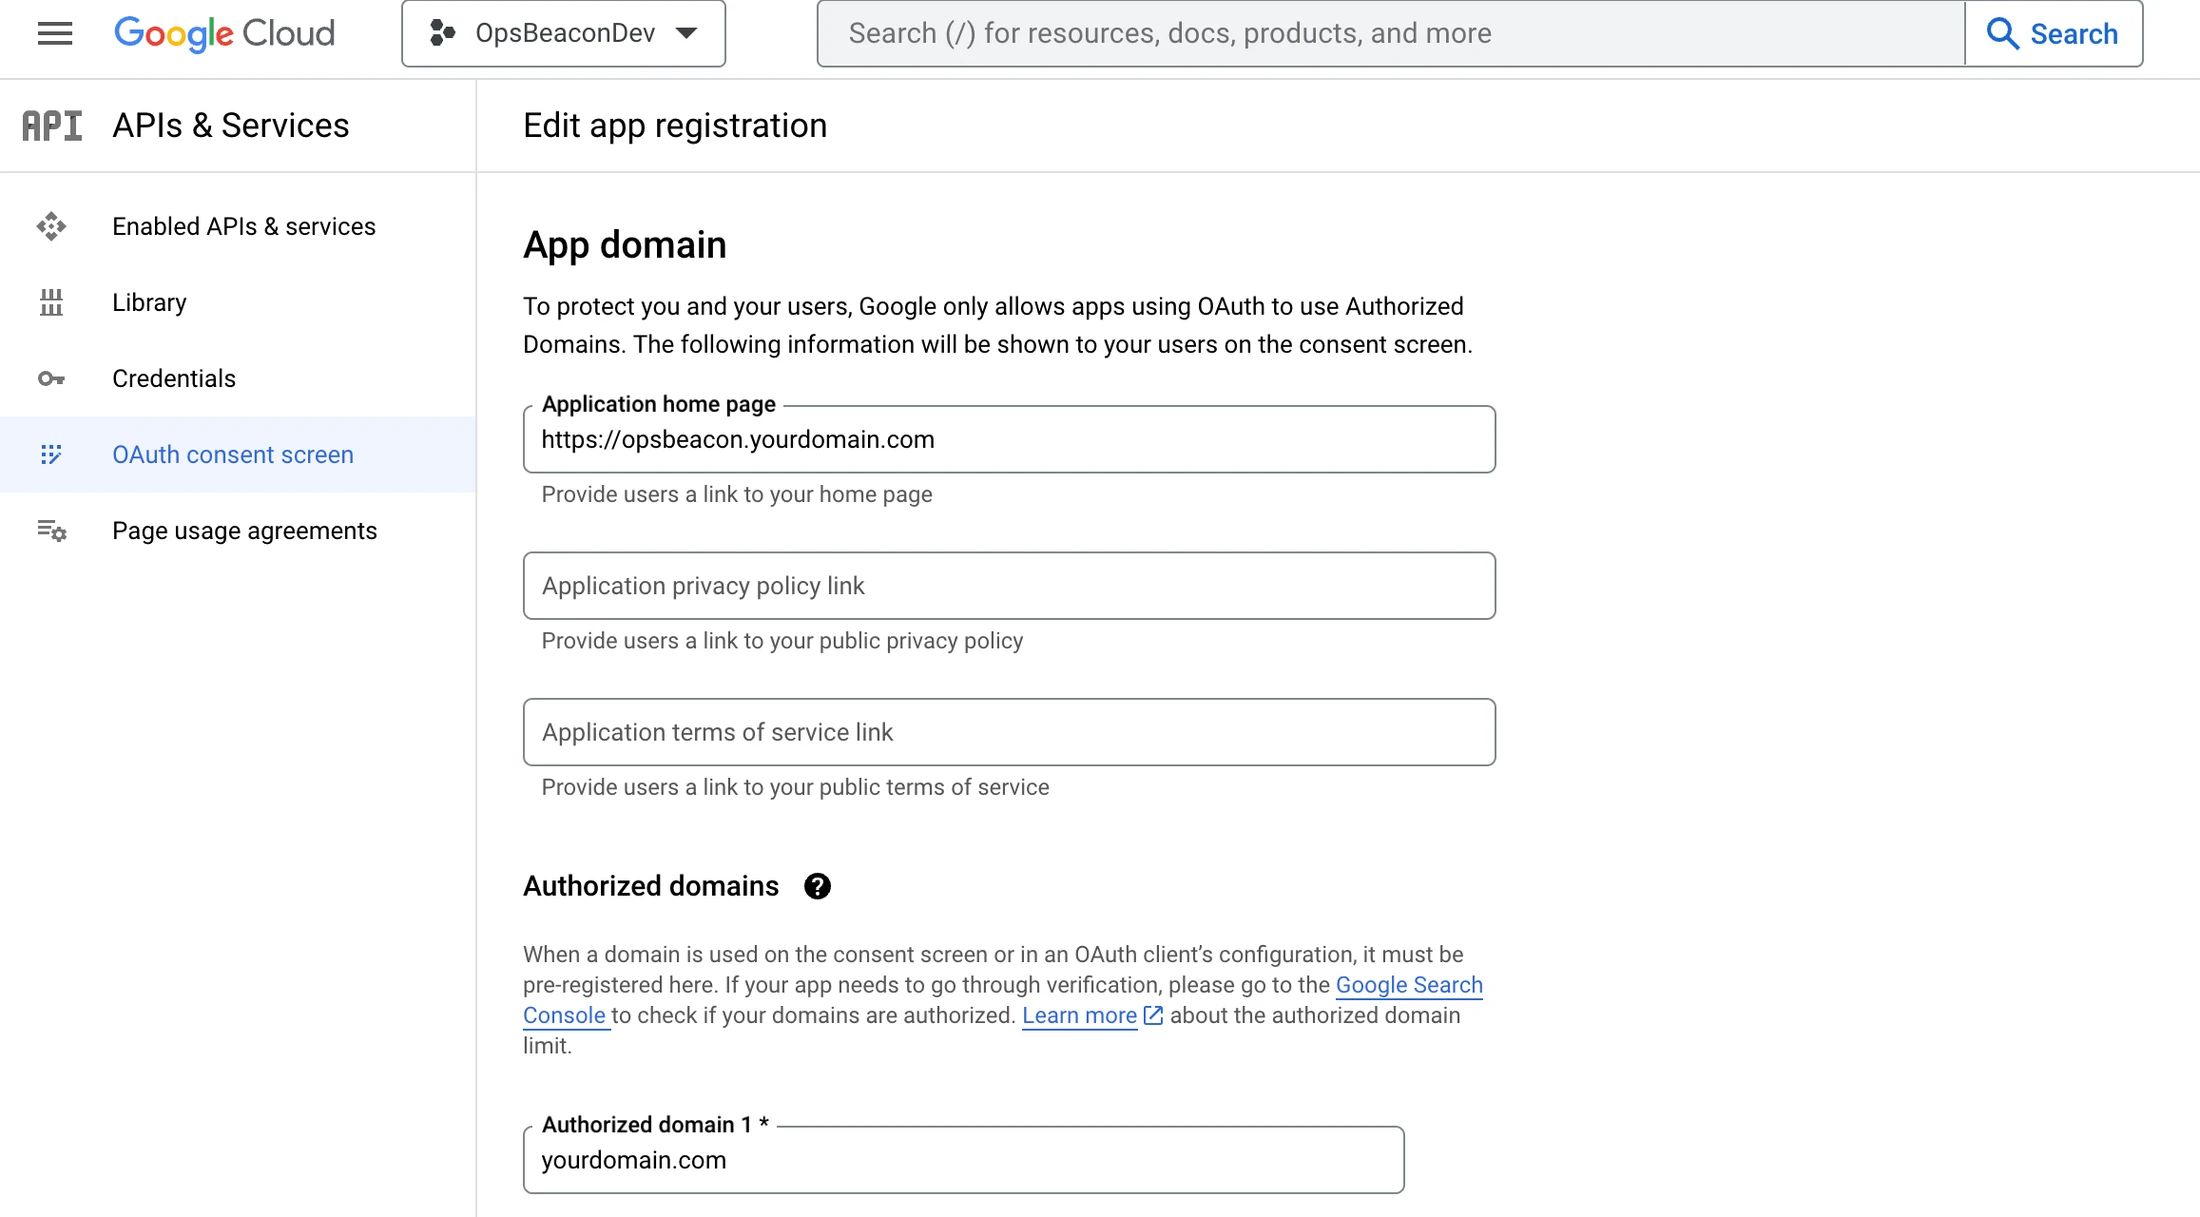 Google Cloud
OpsBeaconDev
Search (/) for resources, docs, products, and more
Search
API
APIs & Services
Edit app registration
Enabled APIs & services
Library
Credentials
OAuth consent screen
Page usage agreements
App domain
To protect you and your users, Google only allows apps using OAuth to use Authorized
Domains. The following information will be shown to your users on the consent screen.
Application home page
https://opsbeacon.yourdomain.com
Provide users a link to your home page
Application privacy policy link
Provide users a link to your public privacy policy
Application terms of service link
Provide users a link to your public terms of service
Authorized domains
When a domain is used on the consent screen or in an OAuth client’s configuration, it must be
pre-registered here. If your app needs to go through verification, please go to the Google Search
Console to check if your domains are authorized. Learn more about the authorized domain
limit.
Authorized domain 1 *
yourdomain.com